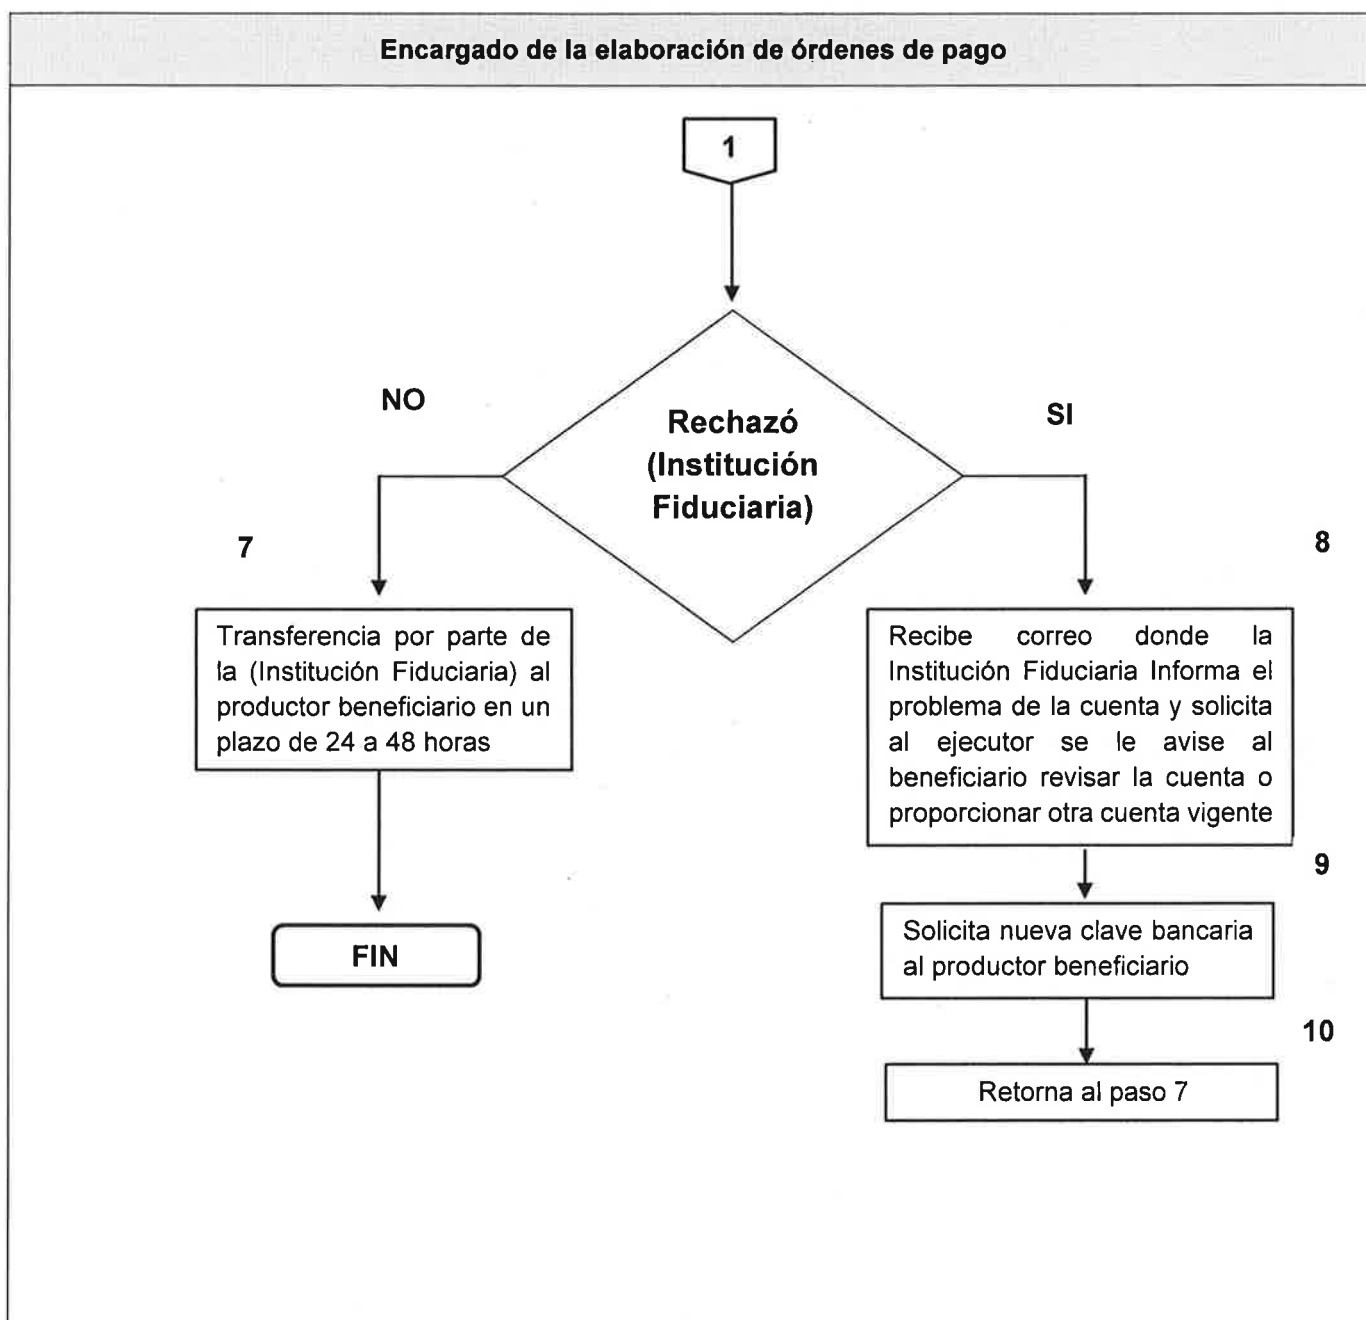 Encargado de la elaboración de órdenes de pago
1
NO
SI
Rechazó
(Institución
Fiduciaria)
7
8
Transferencia por parte de
la (Institución Fiduciaria) al
productor beneficiario en un
plazo de 24 a 48 horas
Recibe correo donde la
Institución Fiduciaria Informa el
problema de la cuenta y solicita
al ejecutor se le avise al
beneficiario revisar la cuenta o
proporcionar otra cuenta vigente
9
FIN
Solicita nueva clave bancaria
al productor beneficiario
10
Retorna al paso 7